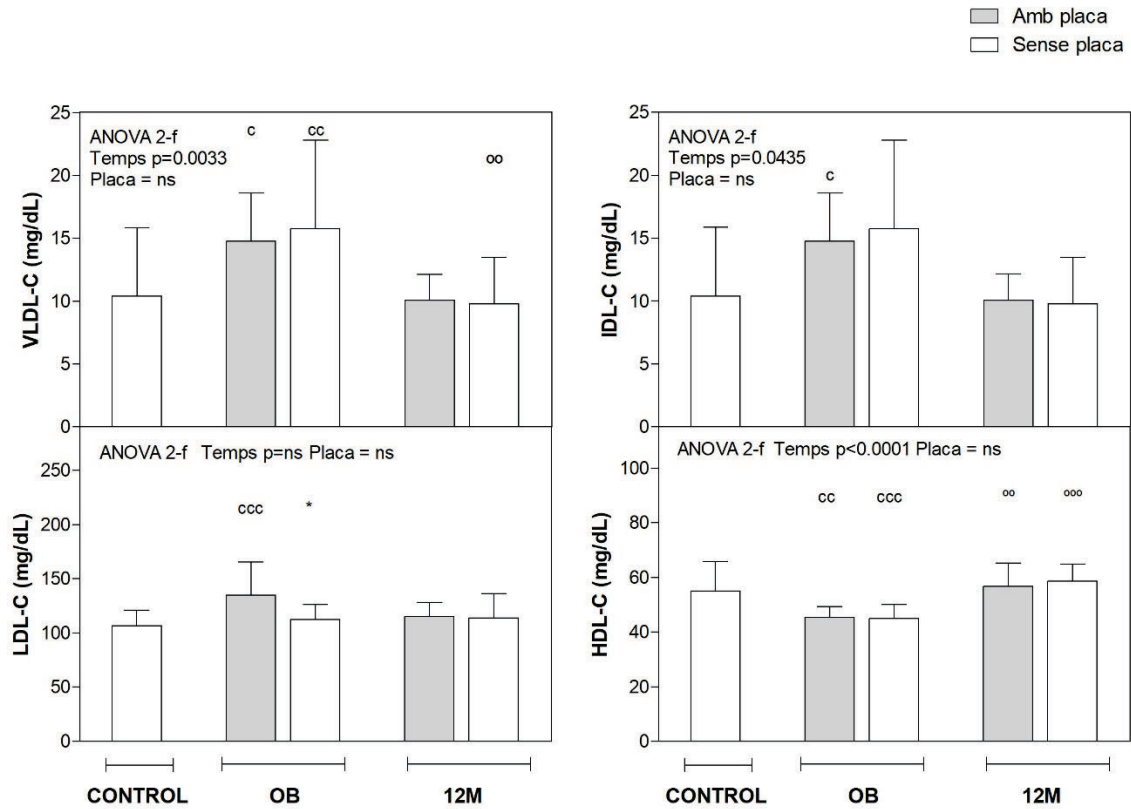 Amb placa
Sense placa
25
20
15
10
5
0
VLDL-C (mg/dL)
ANOVA 2-f
Temps p=0.0033
Placa = ns
c
cc
oo
25
20
15
10
5
0
IDL-C (mg/dL)
ANOVA 2-f
Temps p=0.0435
Placa = ns
c
250
200
150
100
50
0
LDL-C (mg/dL)
ANOVA 2-f Temps p=ns Placa = ns
ccc
*
CONTROL
OB
12M
100
80
60
40
20
0
HDL-C (mg/dL)
ANOVA 2-f Temps p<0.0001 Placa = ns
cc
ccc
oo
ooo
CONTROL
OB
12M